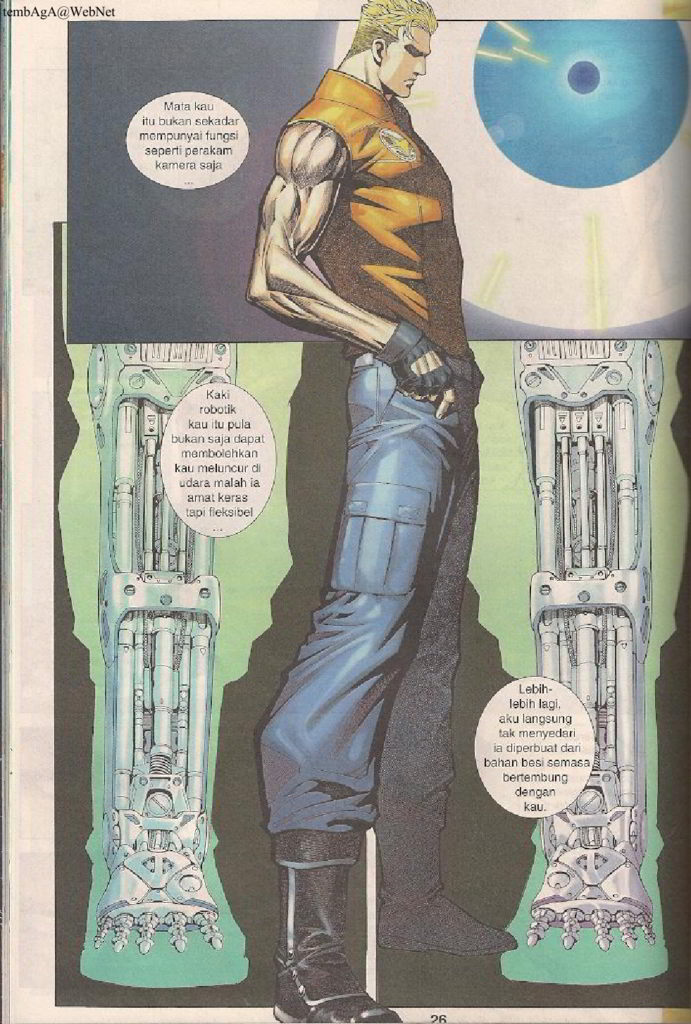 tembAgA@WebNet
Mata kau
itu bukan sekadar
mempunyai fungsi
seperti perakam
kamera saja
...
Kaki
robotik
kau itu pula
bukan saja dapat
membolehkan
kau meluncur di
udara malah ia
amat keras
tapi fleksibel
...
Lebih-
lebih lagi,
aku langsung
tak menyedari
ia diperbuat dari
bahan besi semasa
bertembung
dengan
kau.
26